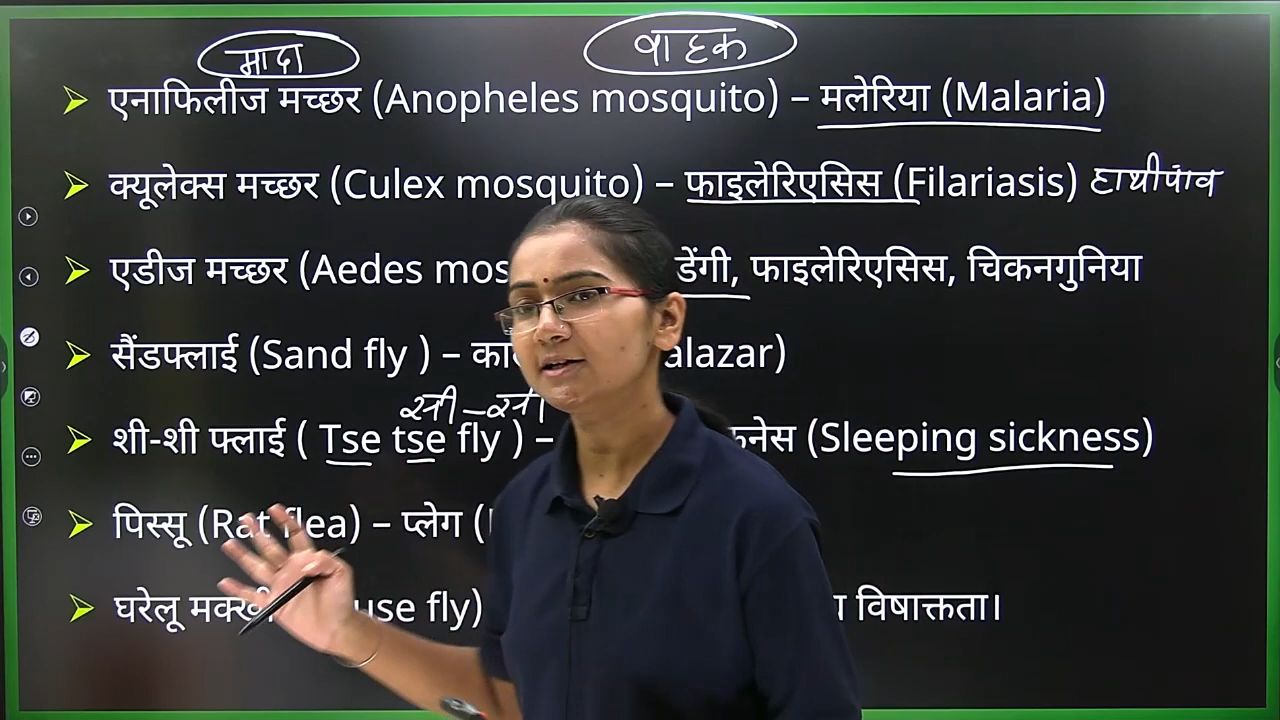 मादा वाहक
एनाफिलीज मच्छर (Anopheles mosquito) – मलेरिया (Malaria)
क्यूलेक्स मच्छर (Culex mosquito) – फाइलेरिएसिस (Filariasis) हाथीपांव
एडीज मच्छर (Aedes mos डेंगी, फाइलेरिएसिस, चिकनगुनिया
सैंडफ्लाई (Sand fly ) – का alazar)
स्त्री – स्त्री
शी-शी फ्लाई ( Tse tse fly ) – कनेस (Sleeping sickness)
पिस्सू (Rat flea) – प्लेग (
घरेलू मक्खी use fly) विषाक्तता।